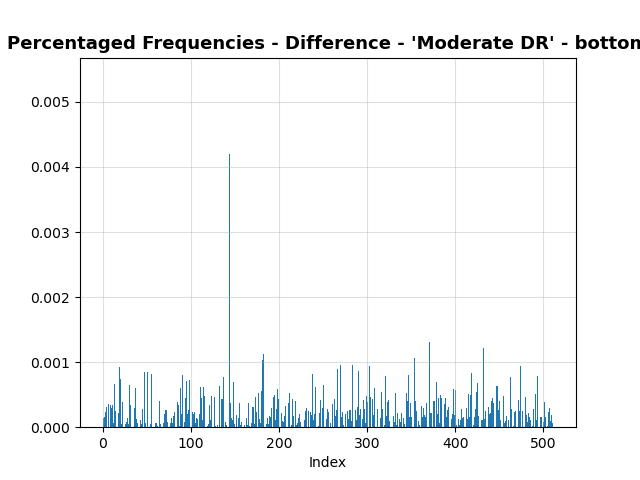 Percentaged Frequencies - Difference - 'Moderate DR' - botton
0.005
0.004
0.003
0.002
0.001
0.000
0 100 200 300 400 500
Index